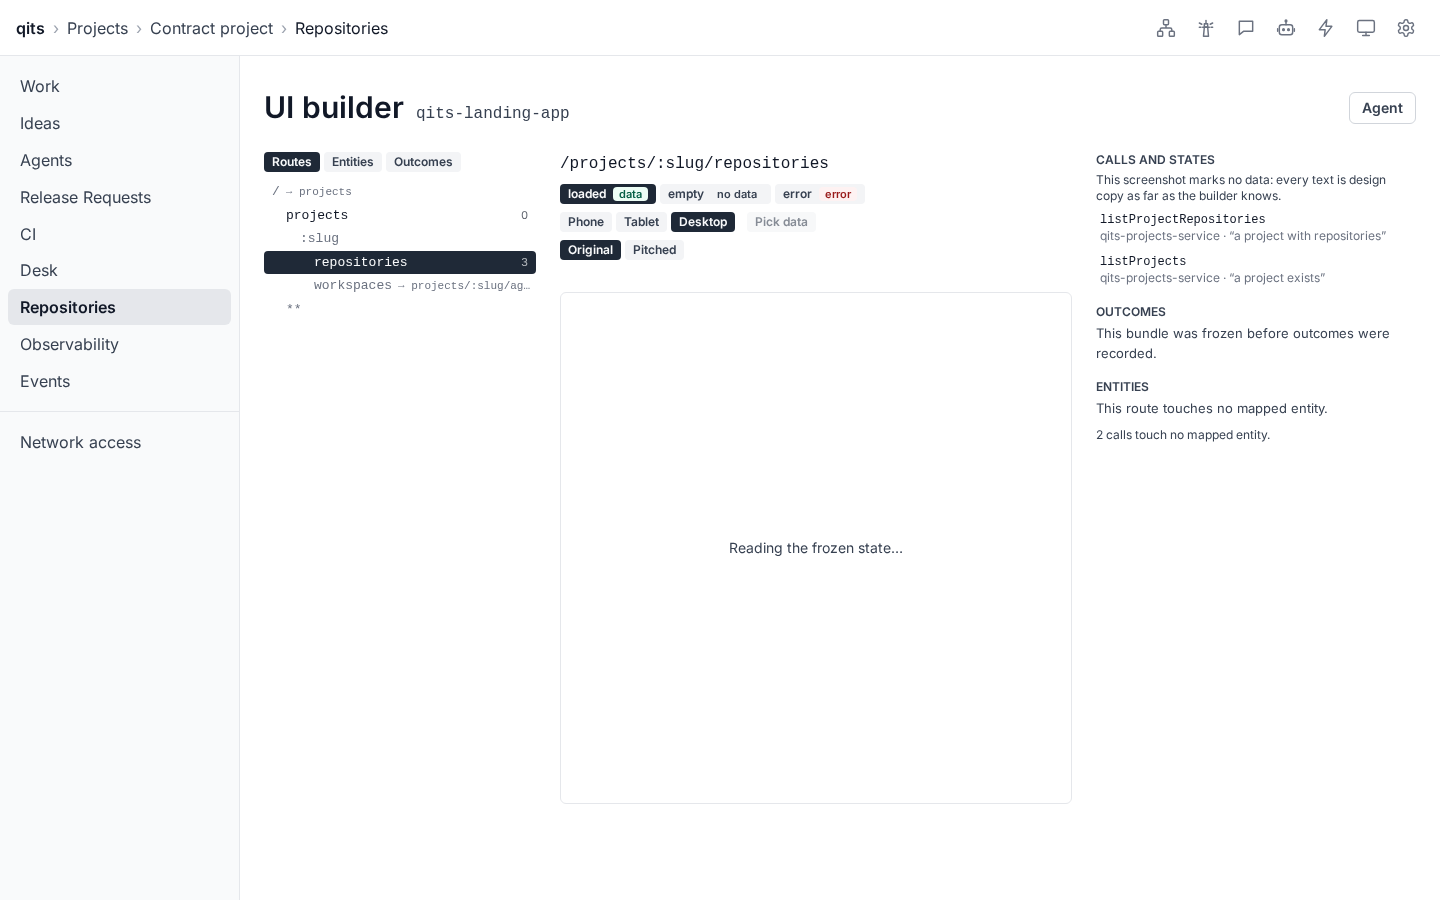 qits › Projects › Contract project › Repositories
Work
Ideas
Agents
Release Requests
CI
Desk
Repositories
Observability
Events
Network access
UI builder qits-landing-app
Agent
Routes Entities Outcomes
/ → projects
projects 0
:slug
repositories 3
workspaces → projects/:slug/ag…
**
/projects/:slug/repositories
loaded data empty no data error error
Phone Tablet Desktop Pick data
Original Pitched
Reading the frozen state…
CALLS AND STATES
This screenshot marks no data: every text is design
copy as far as the builder knows.
listProjectRepositories
qits-projects-service · “a project with repositories”
listProjects
qits-projects-service · “a project exists”
OUTCOMES
This bundle was frozen before outcomes were
recorded.
ENTITIES
This route touches no mapped entity.
2 calls touch no mapped entity.